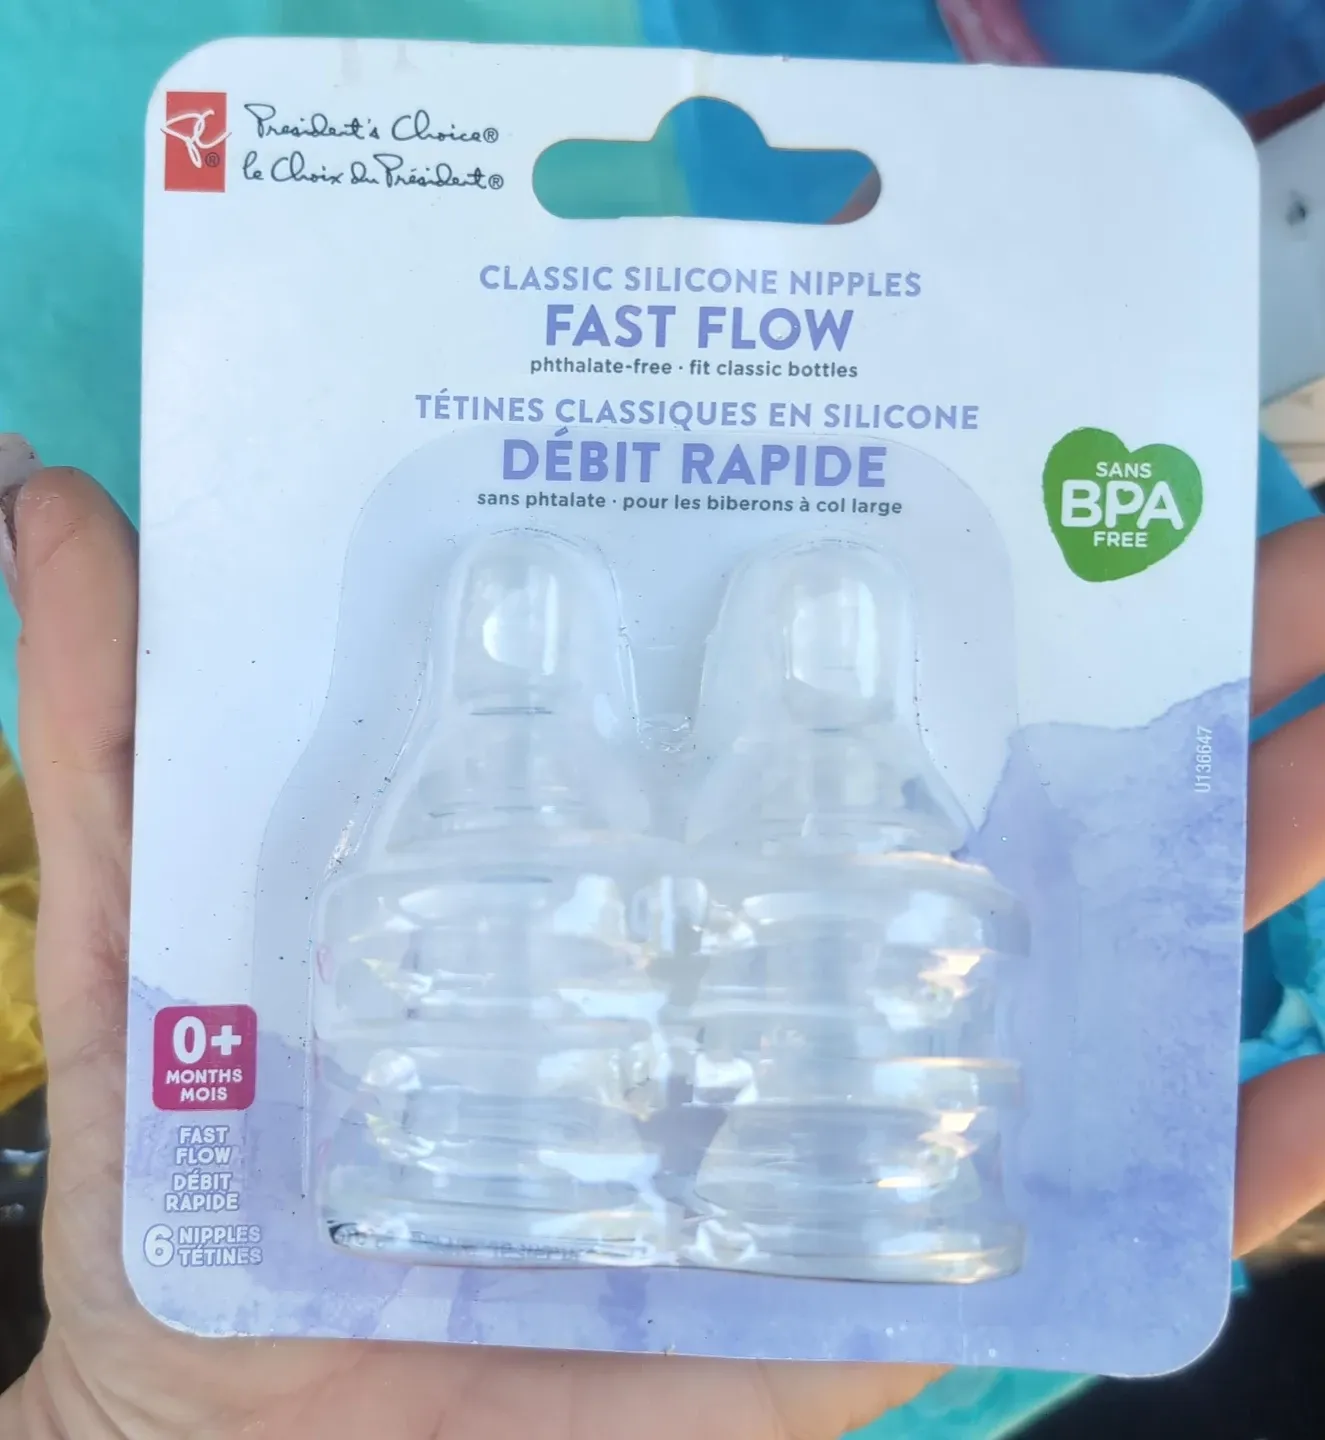 President's Choice®
le Choix du Président®
CLASSIC SILICONE NIPPLES
FAST FLOW
phthalate-free · fit classic bottles
TÉTINES CLASSIQUES EN SILICONE
DÉBIT RAPIDE
sans phtalate · pour les biberons à col large
SANS
BPA
FREE
U136647
0+
MONTHS
MOIS
FAST
FLOW
DÉBIT
RAPIDE
6 NIPPLES
TÉTINES